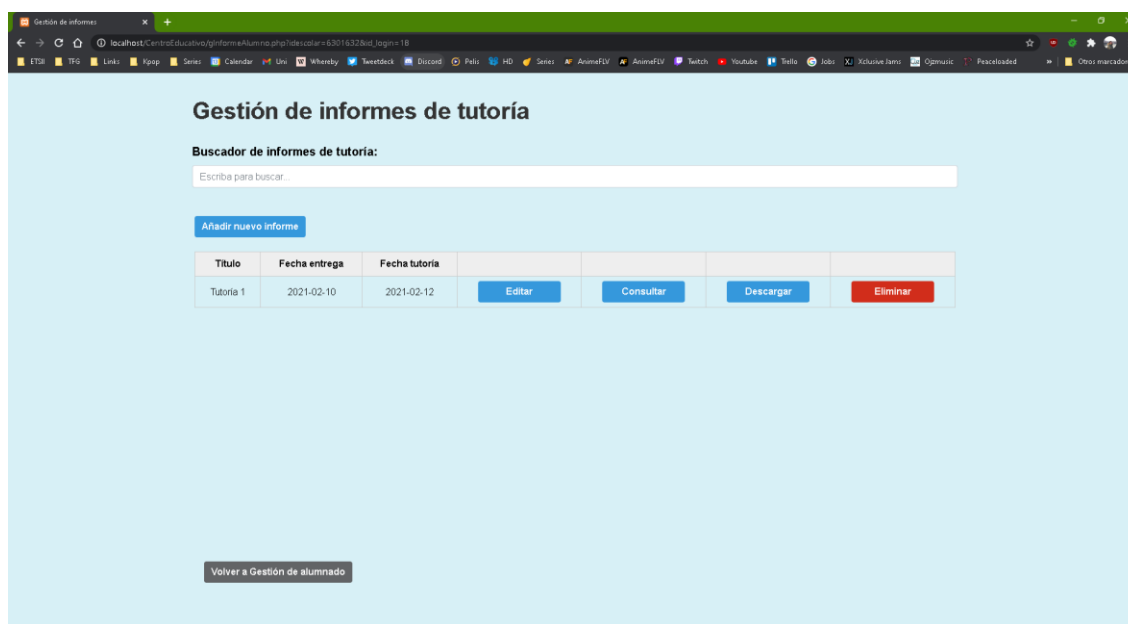 Gestión de informes
localhost/CentroEducativo/gInformeAlumno.php?idescolar=6301632&id_login=18
ETSII TFG Links Kpop Series Calendar Uni Whereby Tweetdeck Discord Pelis HD Series AnimeFLV AnimeFLV Twitch Youtube Trello Jobs Xclusive Jams Ojzmusic Peaceloaded » Otros marcador
Gestión de informes de tutoría
Buscador de informes de tutoría:
Escriba para buscar...
Añadir nuevo informe
Título Fecha entrega Fecha tutoría
Tutoria 1 2021-02-10 2021-02-12 Editar Consultar Descargar Eliminar
Volver a Gestión de alumnado